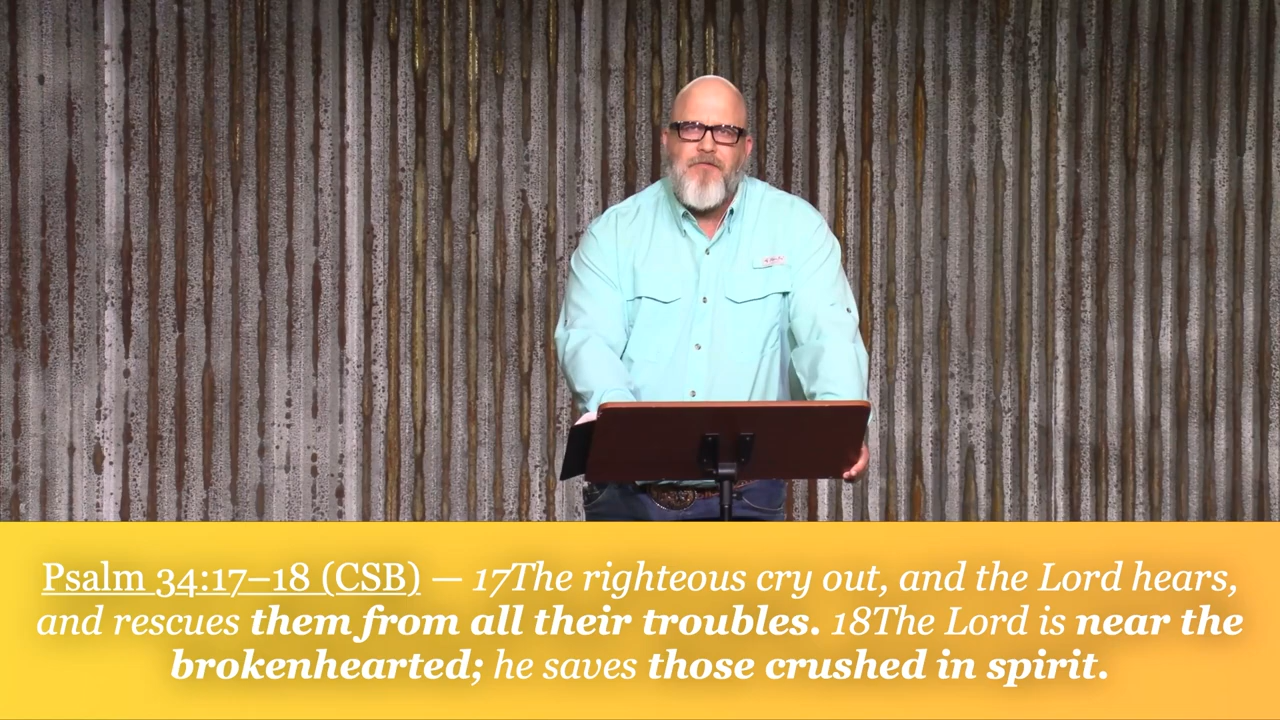 Psalm 34:17–18 (CSB) — 17The righteous cry out, and the Lord hears,
and rescues them from all their troubles. 18The Lord is near the
brokenhearted; he saves those crushed in spirit.